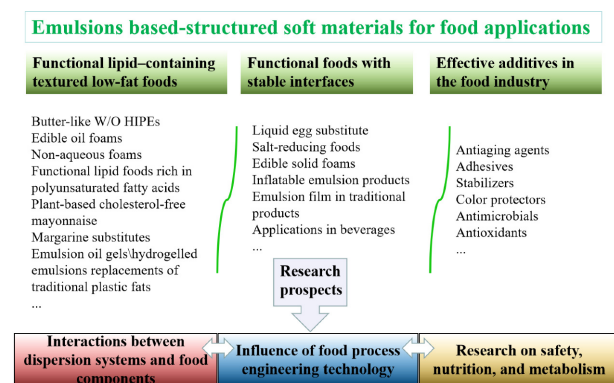 Emulsions based-structured soft materials for food applications
Functional lipid–containing
textured low-fat foods
Butter-like W/O HIPEs
Edible oil foams
Non-aqueous foams
Functional lipid foods rich in
polyunsaturated fatty acids
Plant-based cholesterol-free
mayonnaise
Margarine substitutes
Emulsion oil gels\hydrogelled
emulsions replacements of
traditional plastic fats
...
Functional foods with
stable interfaces
Liquid egg substitute
Salt-reducing foods
Edible solid foams
Inflatable emulsion products
Emulsion film in traditional
products
Applications in beverages
...
Effective additives in
the food industry
Antiaging agents
Adhesives
Stabilizers
Color protectors
Antimicrobials
Antioxidants
...
Research
prospects
Interactions between
dispersion systems and food
components
Influence of food process
engineering technology
Research on safety,
nutrition, and metabolism